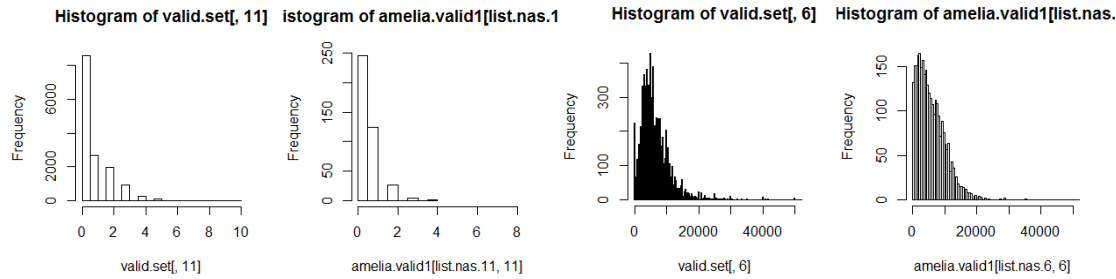 Histogram of valid.set[, 11]
istogram of amelia.valid1[list.nas.1
Histogram of valid.set[, 6]
Histogram of amelia.valid1[list.nas.
Frequency
0 2000 6000
0 2 4 6 8 10
valid.set[, 11]
Frequency
0 50 150 250
0 2 4 6 8
amelia.valid1[list.nas.11, 11]
Frequency
0 100 300
0 20000 40000
valid.set[, 6]
Frequency
0 50 100 150
0 20000 40000
amelia.valid1[list.nas.6, 6]